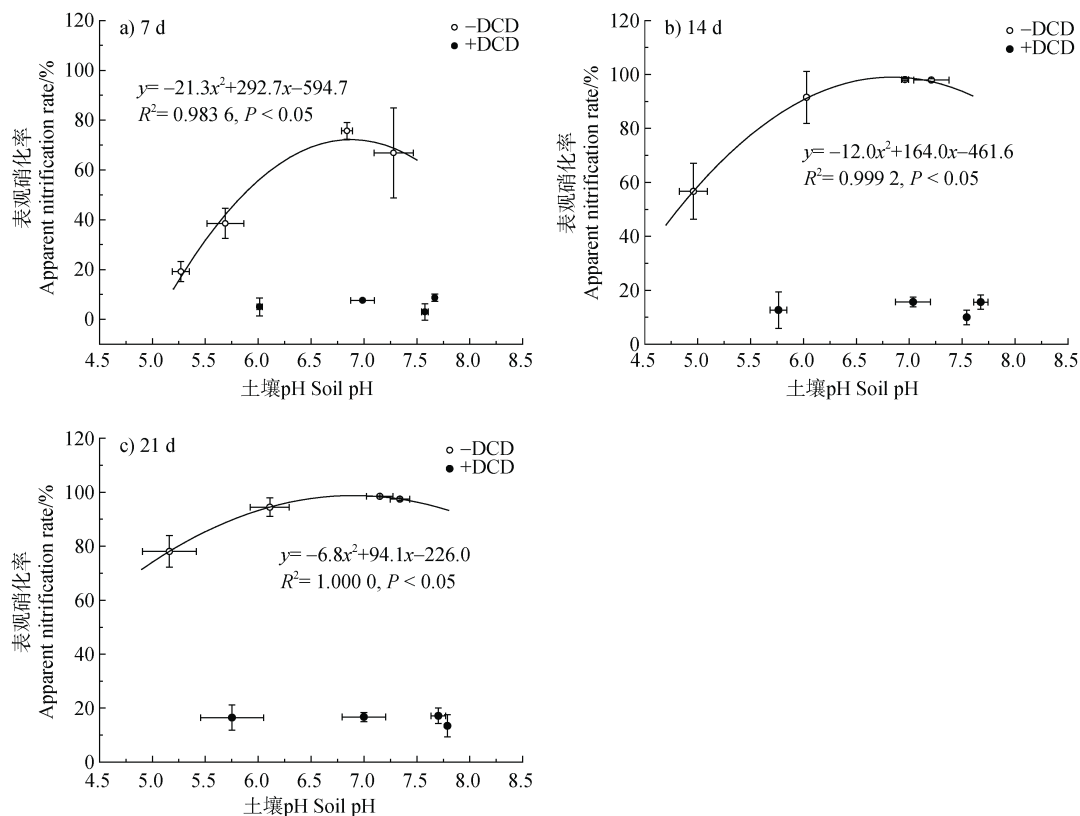 a) 7 d
−DCD
+DCD
y= −21.3x²+292.7x−594.7
R²= 0.983 6, P < 0.05
表观硝化率
Apparent nitrification rate/%
120
100
80
60
40
20
0
4.5 5.0 5.5 6.0 6.5 7.0 7.5 8.0 8.5
土壤pH Soil pH
b) 14 d
−DCD
+DCD
y= −12.0x²+164.0x−461.6
R²= 0.999 2, P < 0.05
表观硝化率
Apparent nitrification rate/%
120
100
80
60
40
20
0
4.5 5.0 5.5 6.0 6.5 7.0 7.5 8.0 8.5
土壤pH Soil pH
c) 21 d
−DCD
+DCD
y= −6.8x²+94.1x−226.0
R²= 1.000 0, P < 0.05
表观硝化率
Apparent nitrification rate/%
120
100
80
60
40
20
0
4.5 5.0 5.5 6.0 6.5 7.0 7.5 8.0 8.5
土壤pH Soil pH